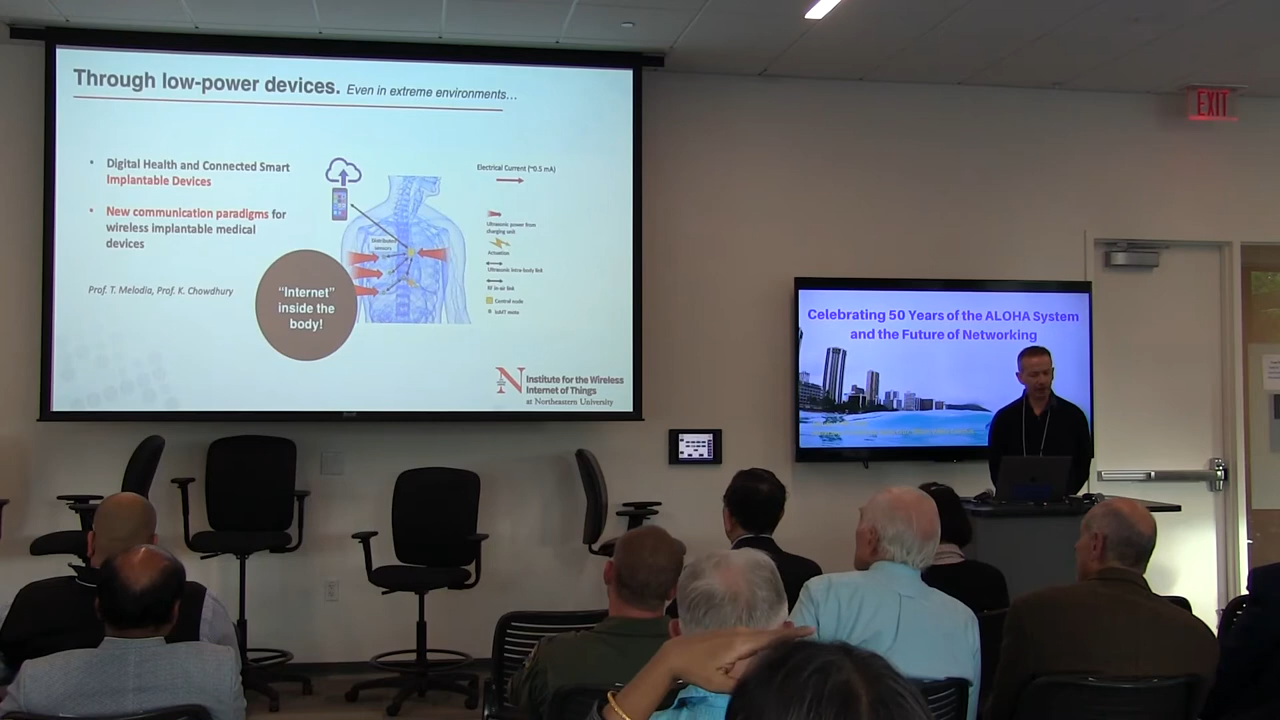 Through low-power devices. Even in extreme environments…
• Digital Health and Connected Smart
Implantable Devices
• New communication paradigms for
wireless implantable medical
devices
Prof. T. Melodia, Prof. K. Chowdhury
"Internet"
inside the
body!
Distributed
sensors
Electrical Current (~0.5 mA)
Ultrasonic power from
charging unit
Actuation
Ultrasonic intra-body link
RF in-air link
Central node
N
Institute for the Wireless
Internet of Things
at Northeastern University
Celebrating 50 Years of the ALOHA System
and the Future of Networking
EXIT